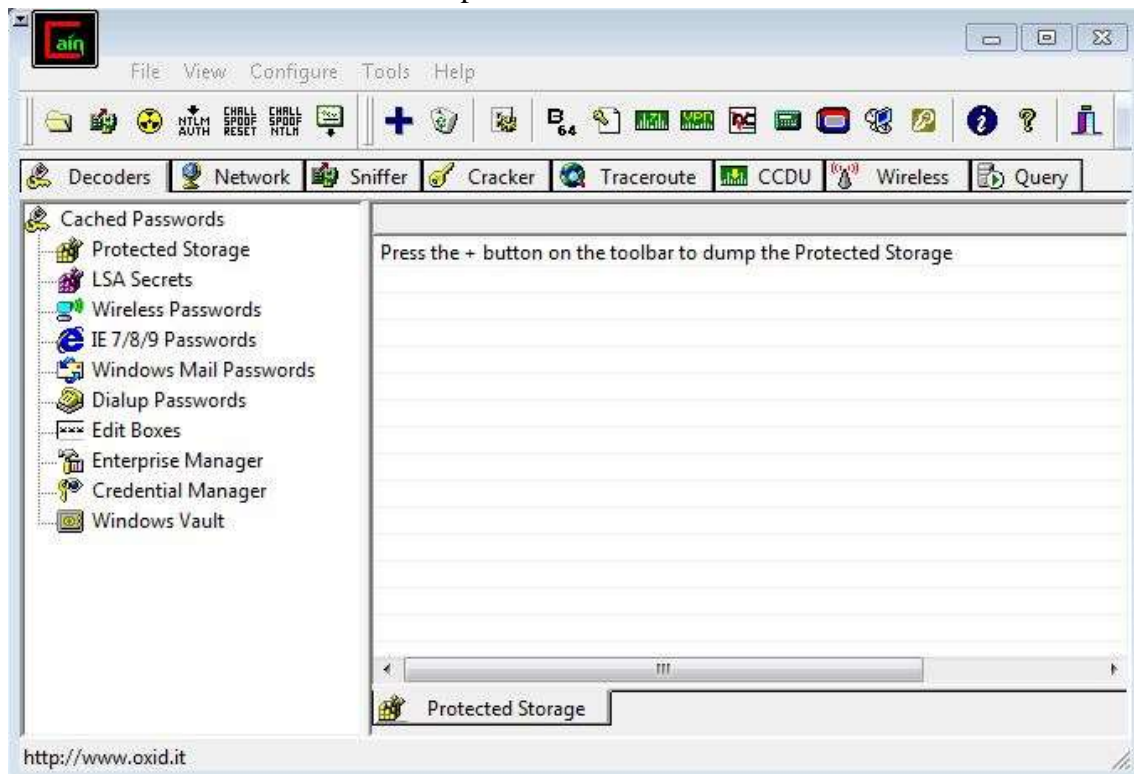 aín
File View Configure Tools Help
NTLM AUTH CHALL SPOOF RESET CHALL SPOOF NTLM B64
Decoders Network Sniffer Cracker Traceroute CCDU Wireless Query
Cached Passwords
Protected Storage
Press the + button on the toolbar to dump the Protected Storage
LSA Secrets
Wireless Passwords
IE 7/8/9 Passwords
Windows Mail Passwords
Dialup Passwords
Edit Boxes
Enterprise Manager
Credential Manager
Windows Vault
Protected Storage
http://www.oxid.it